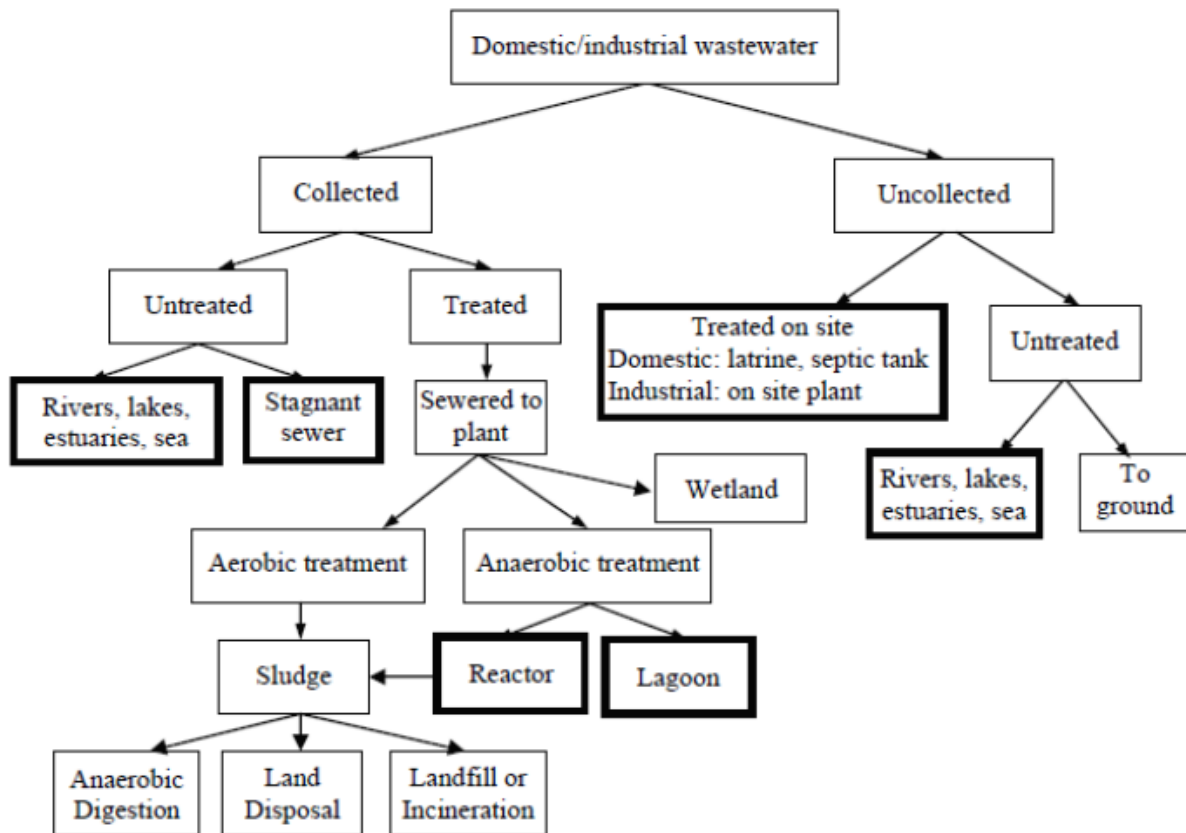 Domestic/industrial wastewater
Collected
Uncollected
Untreated
Treated
Treated on site
Domestic: latrine, septic tank
Industrial: on site plant
Untreated
Rivers, lakes,
estuaries, sea
Stagnant
sewer
Sewered to
plant
Wetland
Rivers, lakes,
estuaries, sea
To
ground
Aerobic treatment
Anaerobic treatment
Sludge
Reactor
Lagoon
Anaerobic
Digestion
Land
Disposal
Landfill or
Incineration